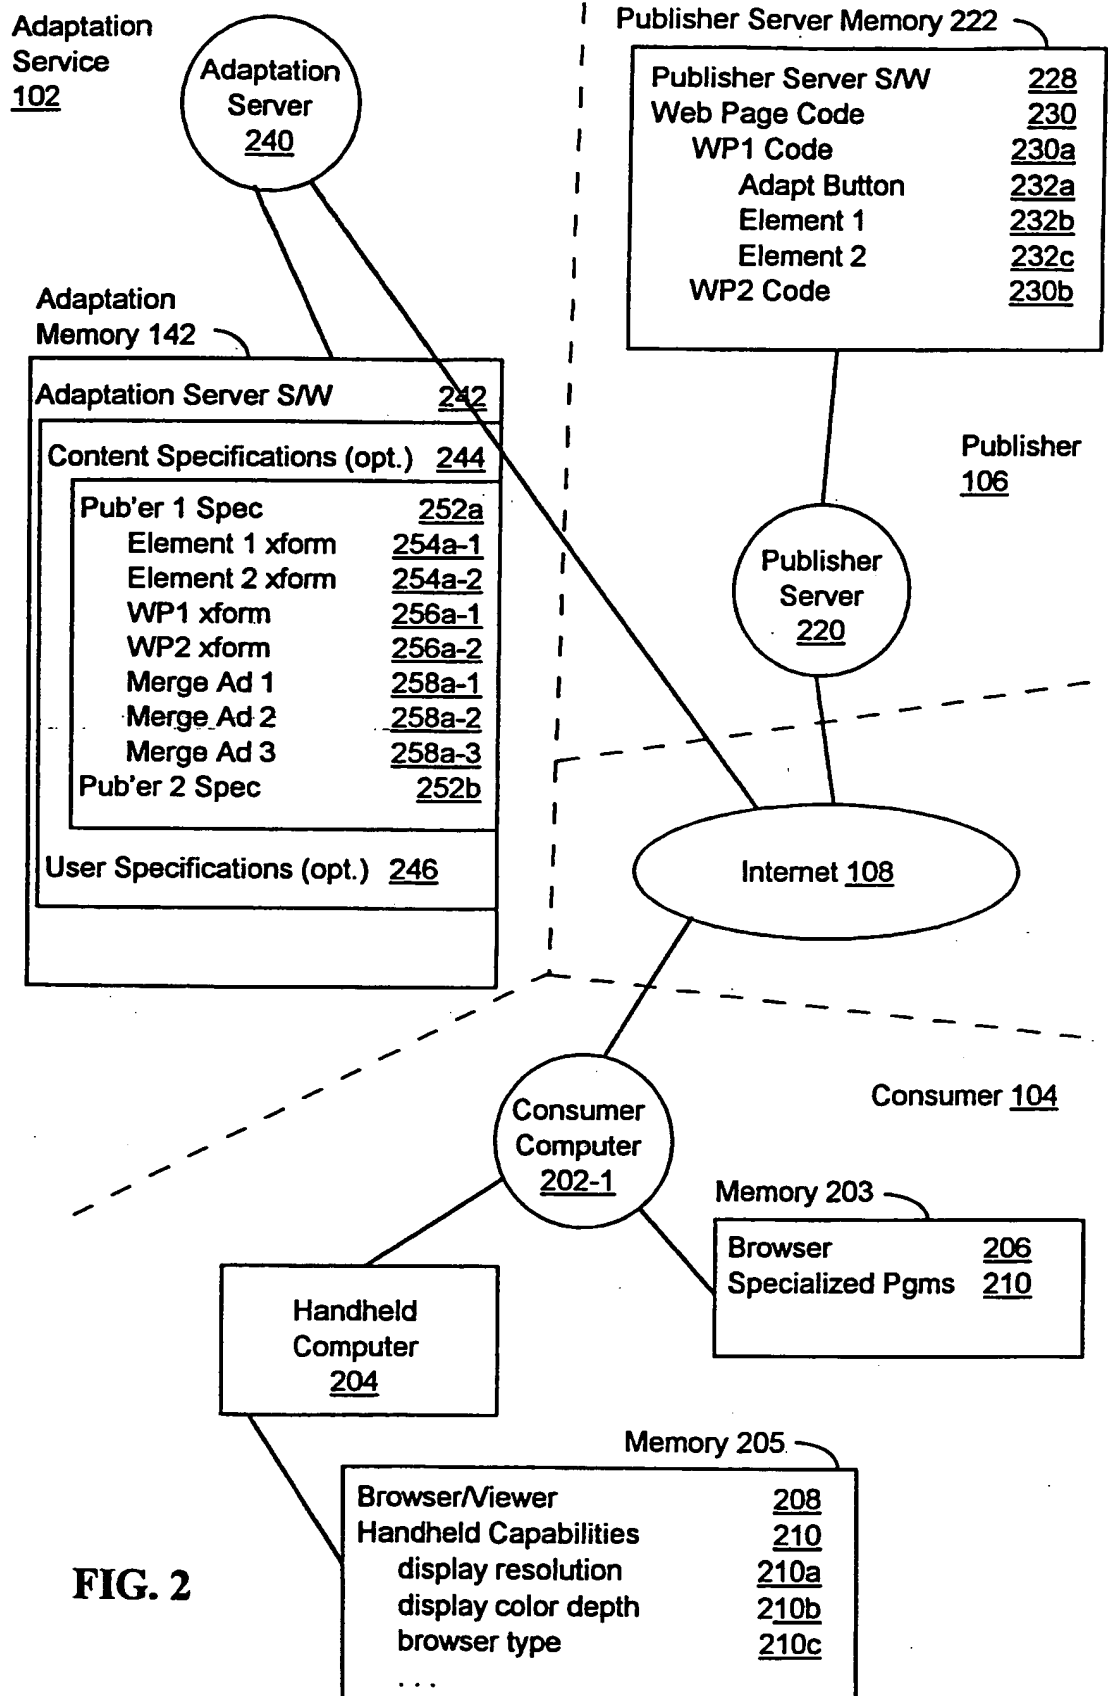 Adaptation
Service
102
Adaptation
Server
240
Publisher Server Memory 222
Publisher Server S/W 228
Web Page Code 230
WP1 Code 230a
Adapt Button 232a
Element 1 232b
Element 2 232c
WP2 Code 230b
Adaptation
Memory 142
Adaptation Server S/W 242
Content Specifications (opt.) 244
Pub'er 1 Spec 252a
Element 1 xform 254a-1
Element 2 xform 254a-2
WP1 xform 256a-1
WP2 xform 256a-2
Merge Ad 1 258a-1
Merge Ad 2 258a-2
Merge Ad 3 258a-3
Pub'er 2 Spec 252b
User Specifications (opt.) 246
Publisher
106
Publisher
Server
220
Internet 108
Consumer 104
Consumer
Computer
202-1
Memory 203
Browser 206
Specialized Pgms 210
Handheld
Computer
204
Memory 205
Browser/Viewer 208
Handheld Capabilities 210
display resolution 210a
display color depth 210b
browser type 210c
. . .
FIG. 2